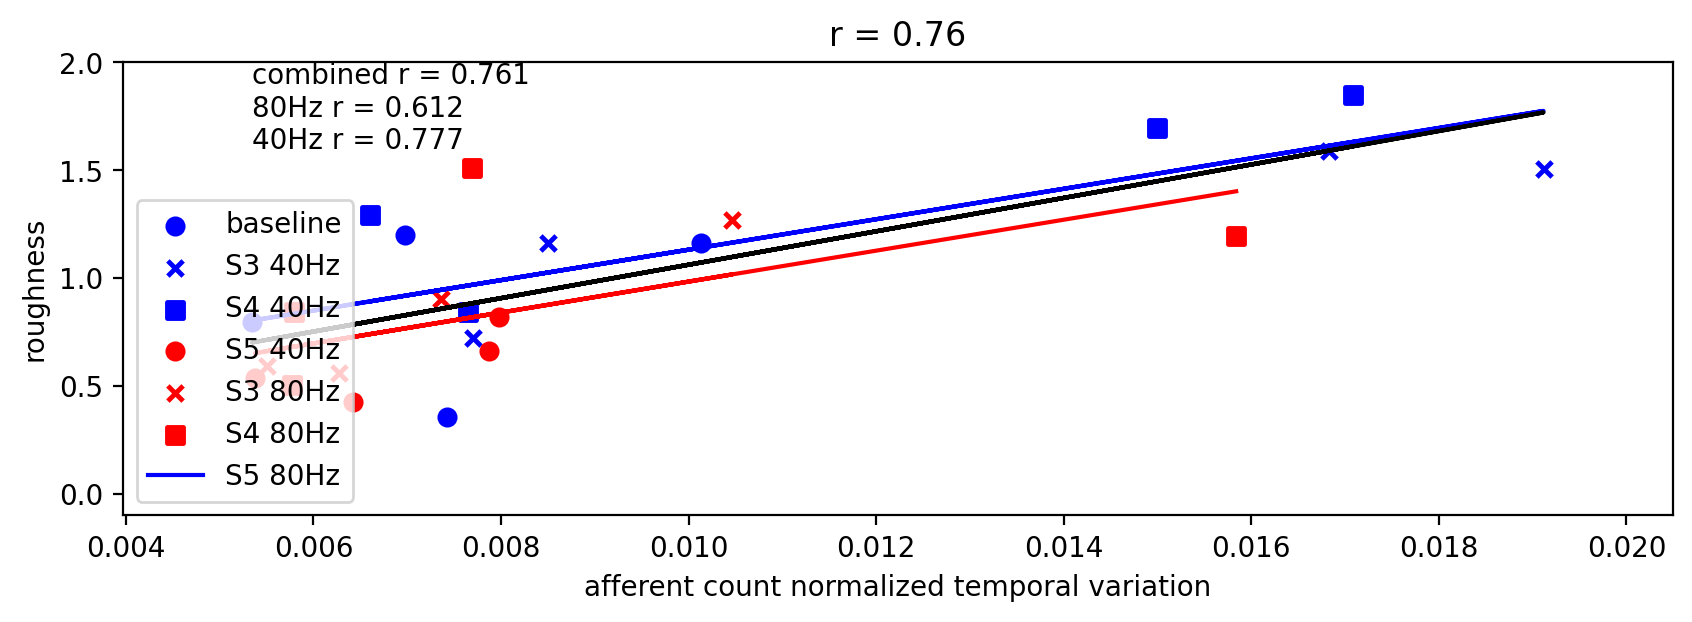 r = 0.76
combined r = 0.761
80Hz r = 0.612
40Hz r = 0.777
2.0
1.5
1.0
0.5
0.0
roughness
baseline
S3 40Hz
S4 40Hz
S5 40Hz
S3 80Hz
S4 80Hz
S5 80Hz
0.004 0.006 0.008 0.010 0.012 0.014 0.016 0.018 0.020
afferent count normalized temporal variation